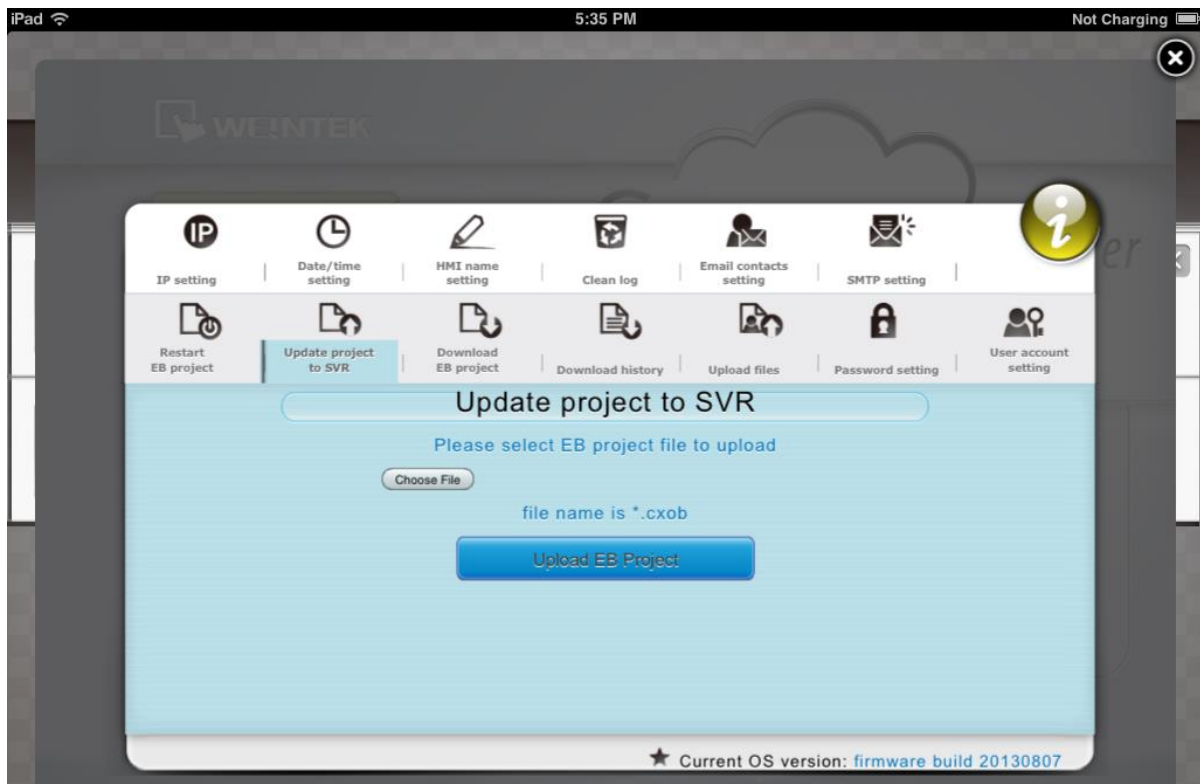 iPad 5:35 PM Not Charging
WEINTEK
er
IP
IP setting
Date/time setting
HMI name setting
Clean log
Email contacts setting
SMTP setting
i
Restart EB project
Update project to SVR
Download EB project
Download history
Upload files
Password setting
User account setting
Update project to SVR
Please select EB project file to upload
Choose File
file name is *.cxob
Upload EB Project
Current OS version: firmware build 20130807